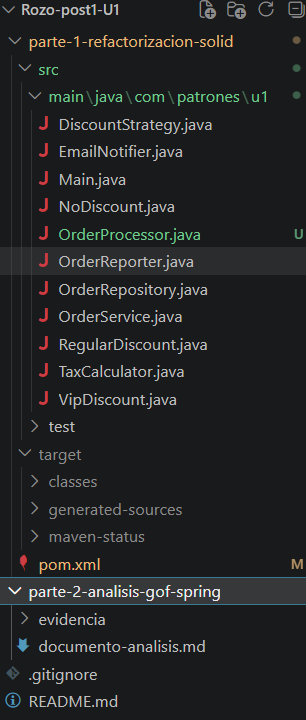 Rozo-post1-U1
parte-1-refactorizacion-solid
src
main\java\com\patrones\u1
DiscountStrategy.java
EmailNotifier.java
Main.java
NoDiscount.java
OrderProcessor.java U
OrderReporter.java
OrderRepository.java
OrderService.java
RegularDiscount.java
TaxCalculator.java
VipDiscount.java
test
target
classes
generated-sources
maven-status
pom.xml M
parte-2-analisis-gof-spring
evidencia
documento-analisis.md
.gitignore
README.md